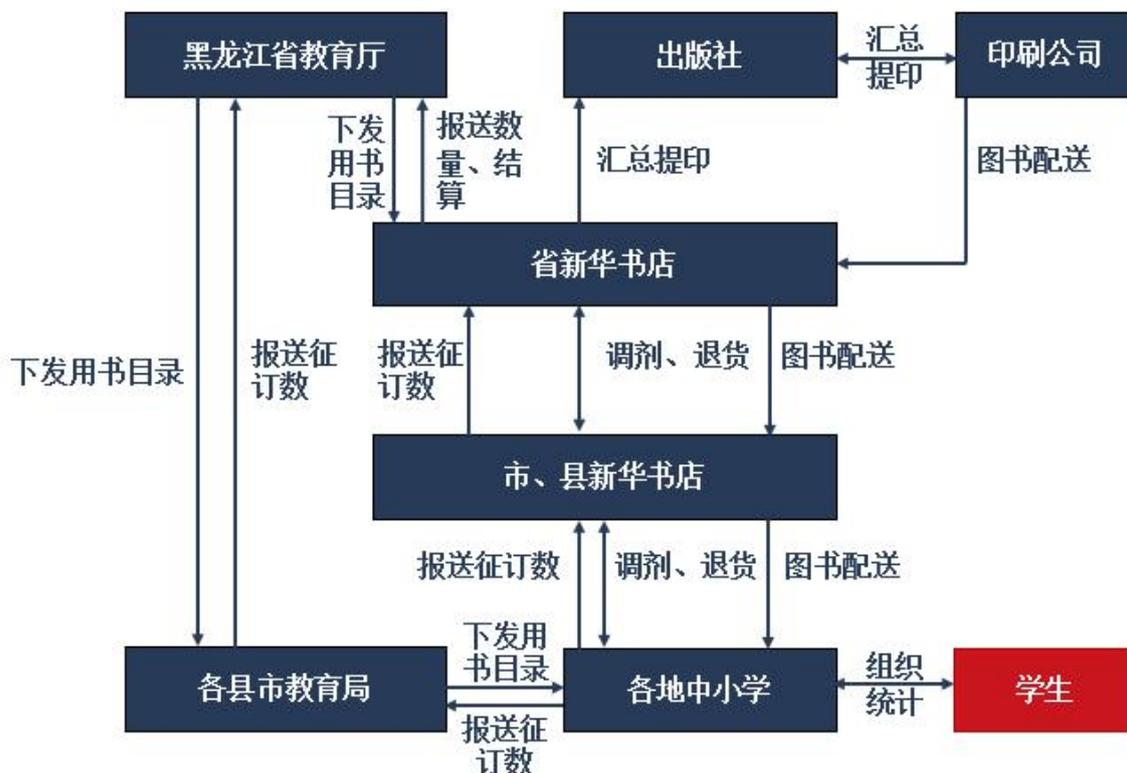 黑龙江省教育厅
出版社
汇总
提印
印刷公司
下发
用书
目录
报送数
量、结
算
汇总提印
图书配送
省新华书店
下发用书目录
报送征
订数
报送征
订数
调剂、退货
图书配送
市、县新华书店
报送征订数
调剂、退货
图书配送
下发用
书目录
各县市教育局
各地中小学
组织
统计
学生
报送征
订数